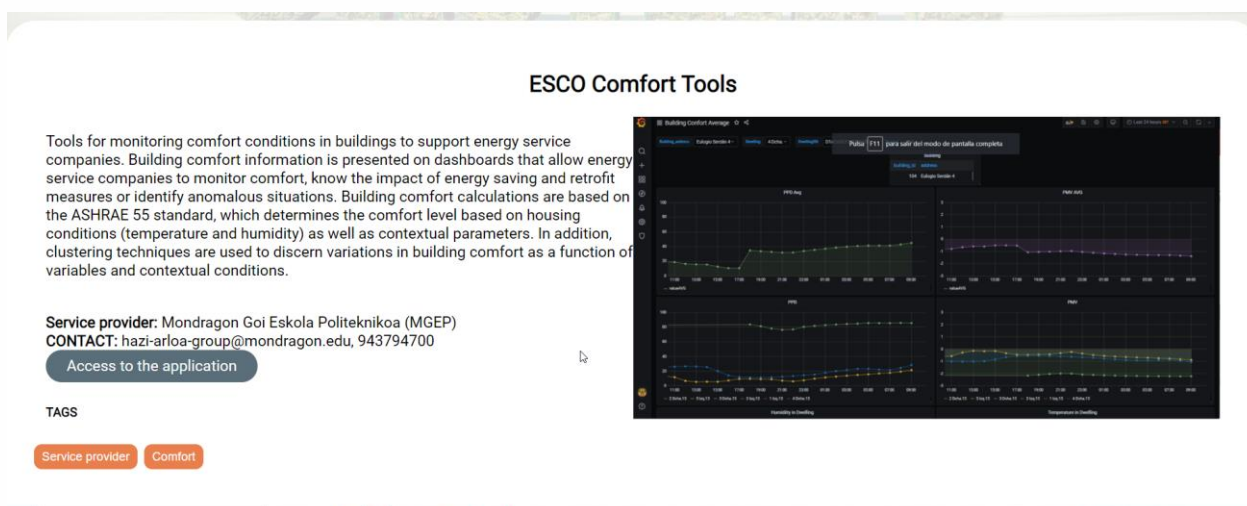 ESCO Comfort Tools
Tools for monitoring comfort conditions in buildings to support energy service
companies. Building comfort information is presented on dashboards that allow energy
service companies to monitor comfort, know the impact of energy saving and retrofit
measures or identify anomalous situations. Building comfort calculations are based on
the ASHRAE 55 standard, which determines the comfort level based on housing
conditions (temperature and humidity) as well as contextual parameters. In addition,
clustering techniques are used to discern variations in building comfort as a function of
variables and contextual conditions.
Service provider: Mondragon Goi Eskola Politeknikoa (MGEP)
CONTACT: hazi-arloa-group@mondragon.edu, 943794700
Access to the application
TAGS
Service provider Comfort
Building Confort Average
Pulsa F11 para salir del modo de pantalla completa
building_id address
PPD Avg
PMV AVG
PPD
PMV
Humidity in Dwelling
Temperature in Dwelling